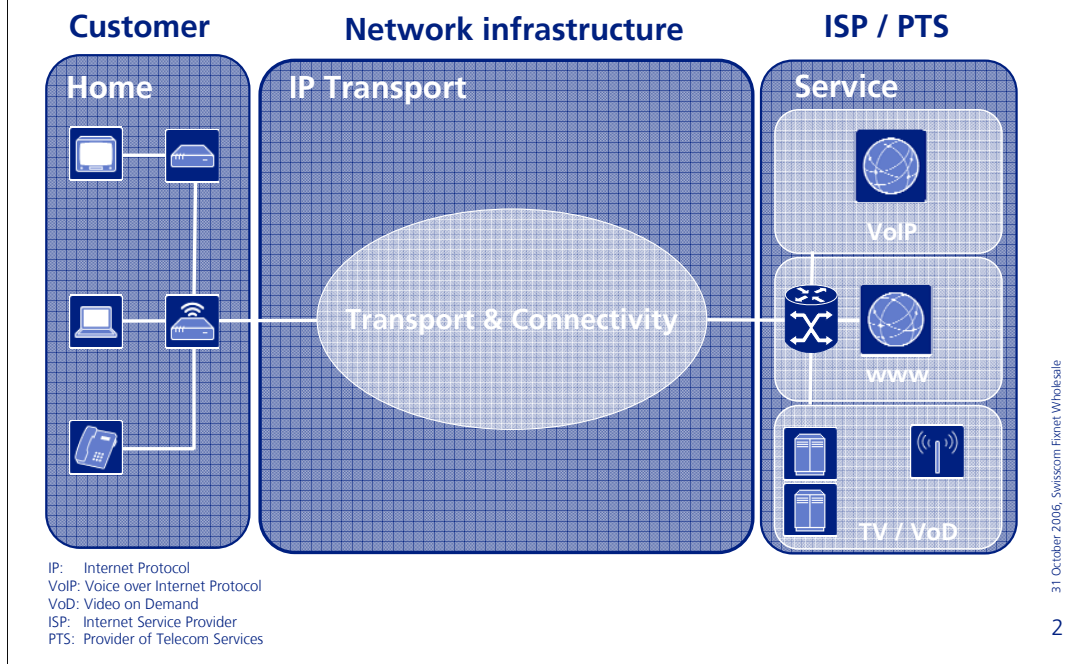 Customer
Network infrastructure
ISP / PTS
Home
IP Transport
Service
VoIP
Transport & Connectivity
www
TV / VoD
IP: Internet Protocol
VoIP: Voice over Internet Protocol
VoD: Video on Demand
ISP: Internet Service Provider
PTS: Provider of Telecom Services
31 October 2006, Swisscom Fixnet Wholesale
2